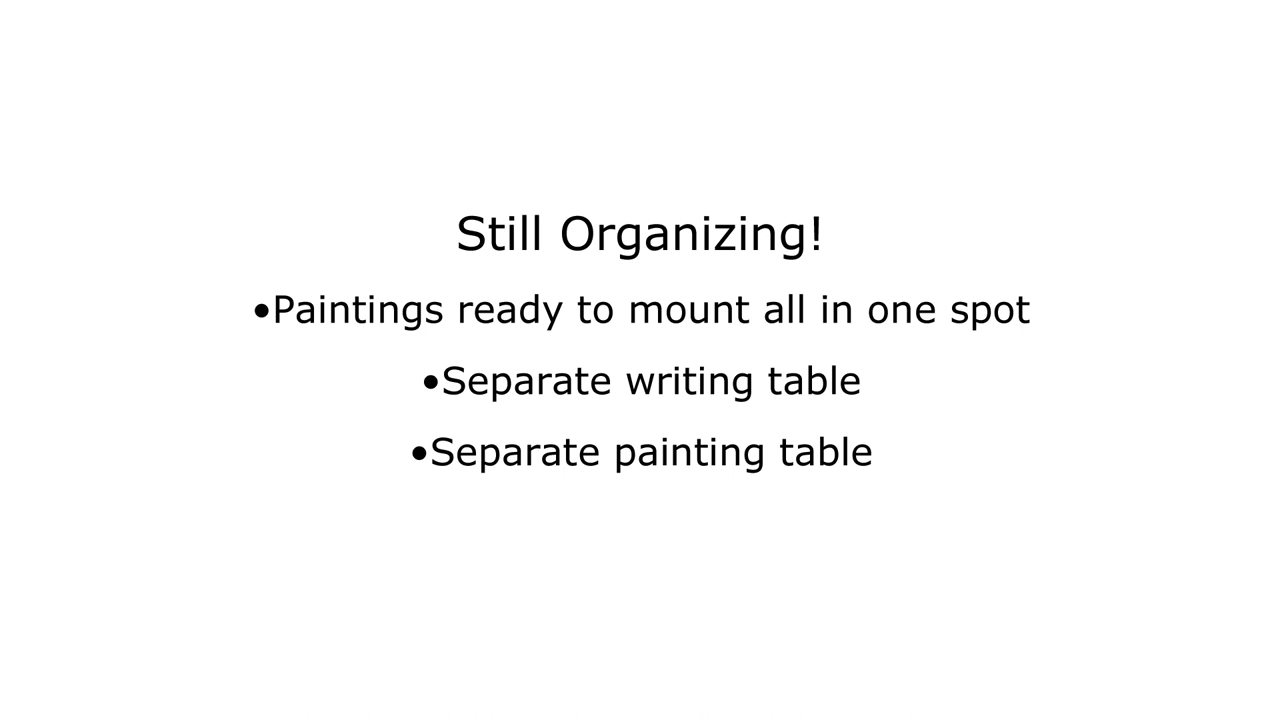 Still Organizing!
•Paintings ready to mount all in one spot
•Separate writing table
•Separate painting table